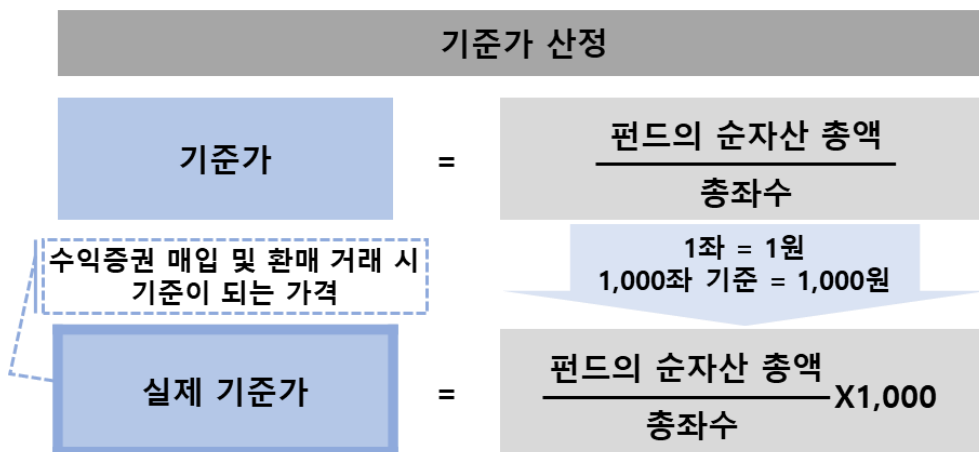 기준가 산정
기준가
=
펀드의 순자산 총액
총좌수
수익증권 매입 및 환매 거래 시
기준이 되는 가격
1좌 = 1원
1,000좌 기준 = 1,000원
실제 기준가
=
펀드의 순자산 총액
총좌수
X1,000